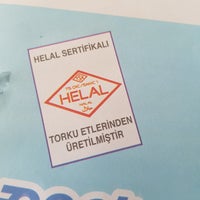 HELAL SERTİFİKALI
HELAL
TORKU ETLERİNDEN
ÜRETİLMİŞTİR